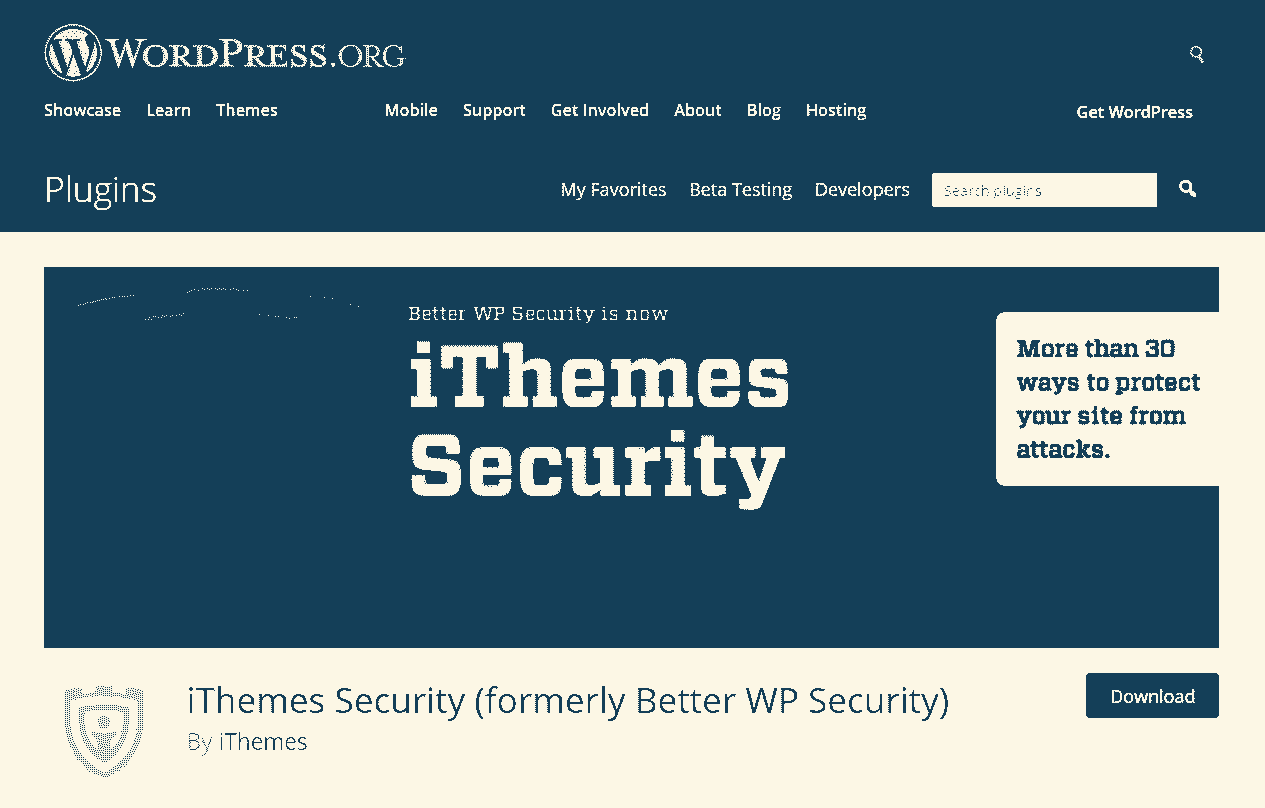 WORDPRESS.ORG
Showcase Learn Themes Mobile Support Get Involved About Blog Hosting Get WordPress
Plugins My Favorites Beta Testing Developers Search plugins
Better WP Security is now
iThemes
Security
More than 30
ways to protect
your site from
attacks.
iThemes Security (formerly Better WP Security)
Download
By iThemes